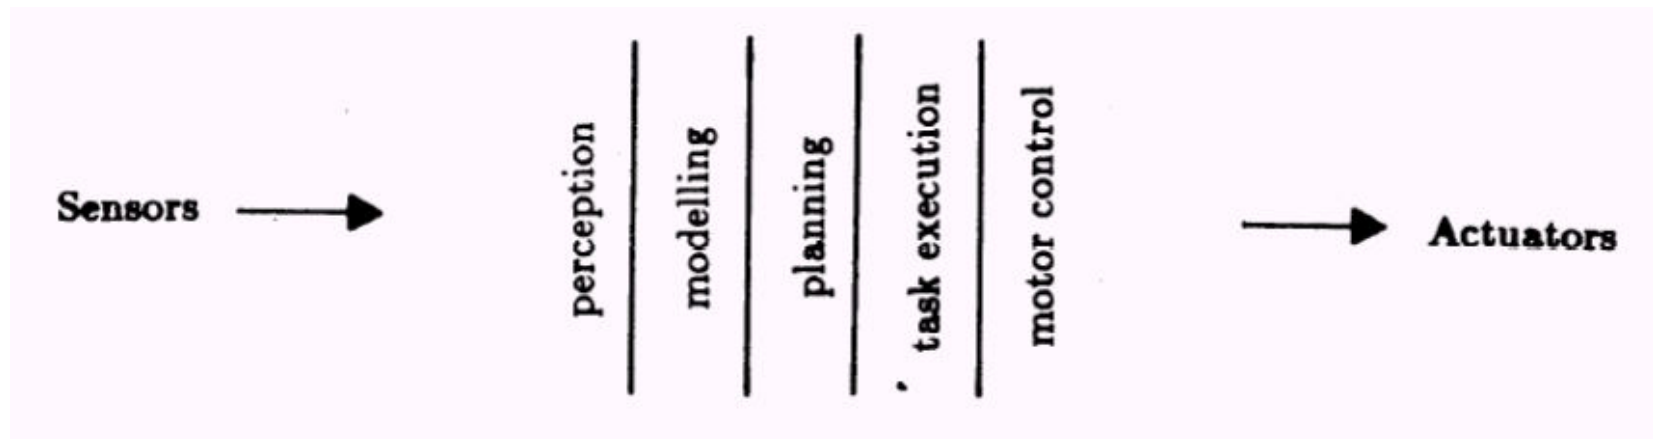 Sensors
perception
modelling
planning
task execution
motor control
Actuators